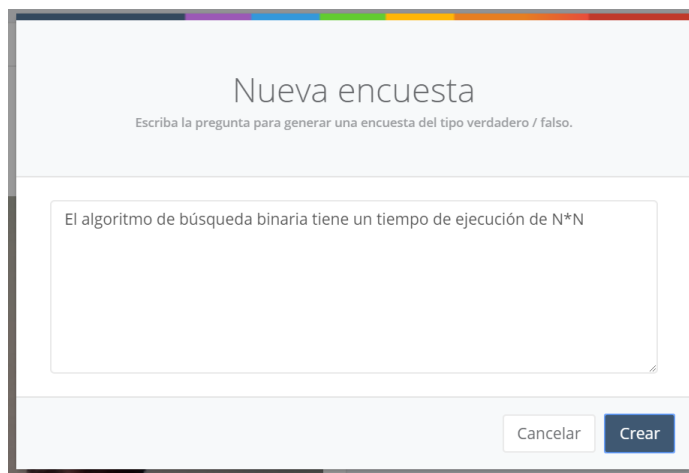 Nueva encuesta
Escriba la pregunta para generar una encuesta del tipo verdadero / falso.
El algoritmo de búsqueda binaria tiene un tiempo de ejecución de N*N
Cancelar
Crear